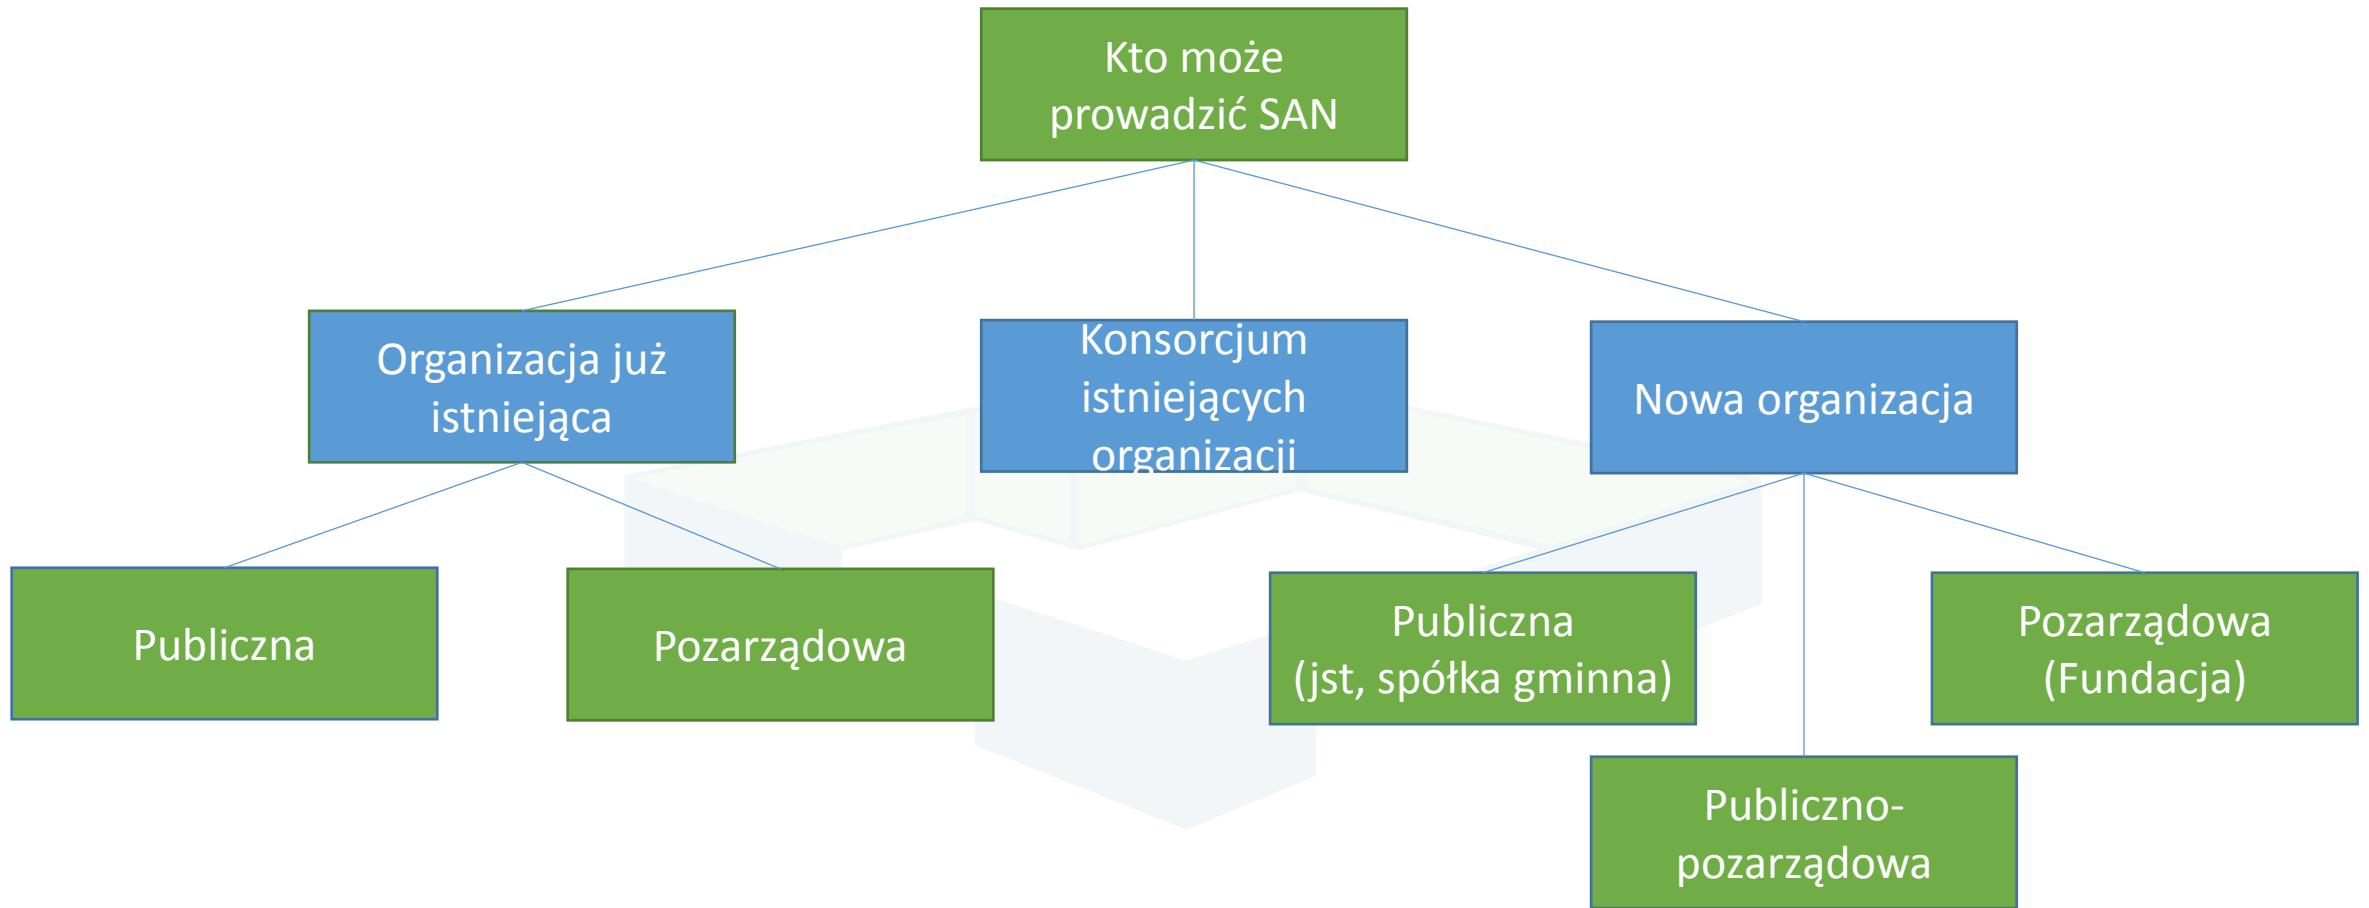 Kto może
prowadzić SAN
Organizacja już
istniejąca
Konsorcjum
istniejących
organizacji
Nowa organizacja
Publiczna
Pozarządowa
Publiczna
(jst, spółka gminna)
Pozarządowa
(Fundacja)
Publiczno-
pozarządowa